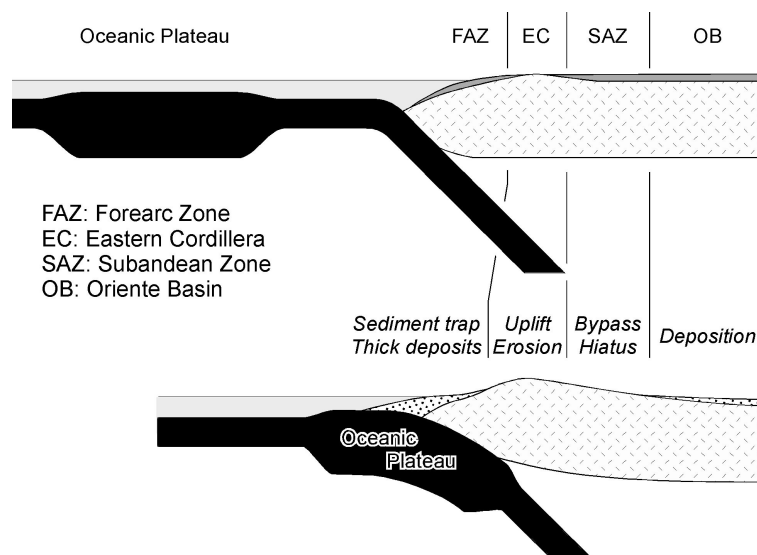 Oceanic Plateau
FAZ
EC
SAZ
OB
FAZ: Forearc Zone
EC: Eastern Cordillera
SAZ: Subandean Zone
OB: Oriente Basin
Sediment trap
Thick deposits
Uplift
Erosion
Bypass
Hiatus
Deposition
Oceanic
Plateau